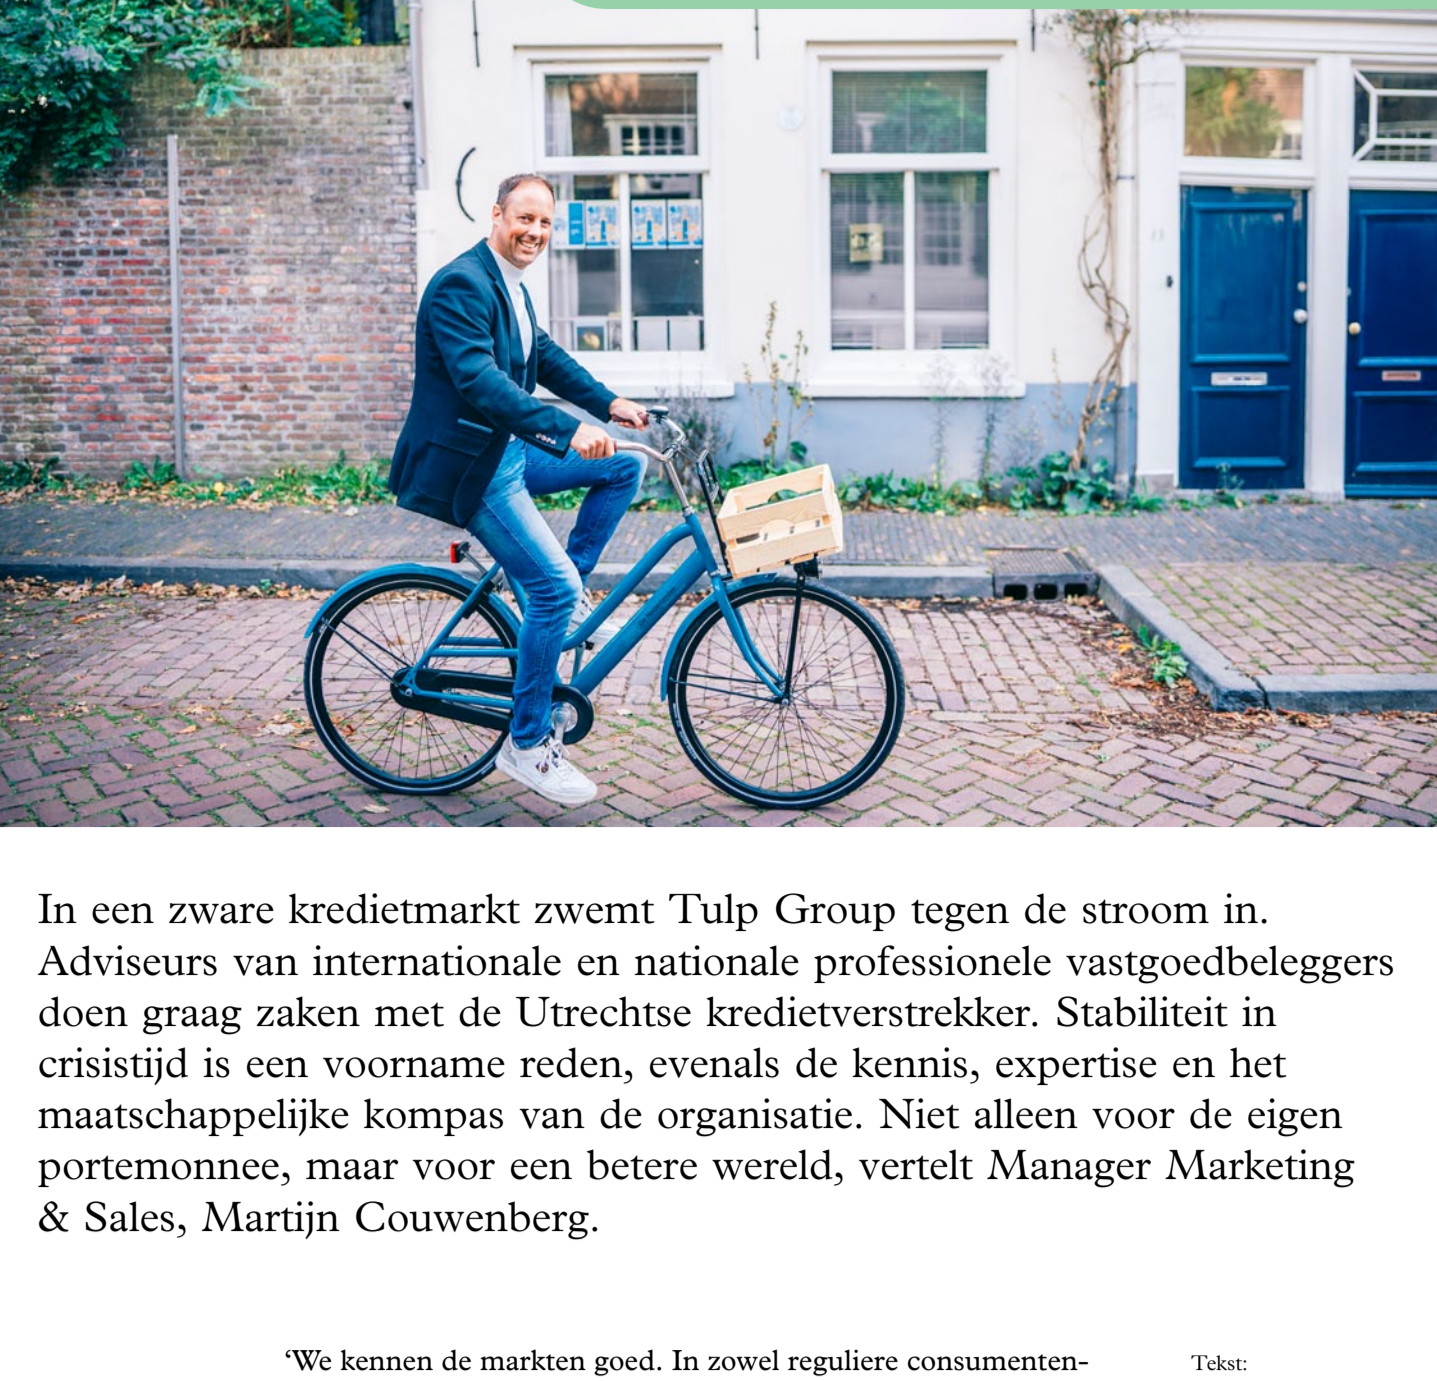 In een zware kredietmarkt zwemt Tulp Group tegen de stroom in.
Adviseurs van internationale en nationale professionele vastgoedbeleggers
doen graag zaken met de Utrechtse kredietverstrekker. Stabiliteit in
crisistijd is een voorname reden, evenals de kennis, expertise en het
maatschappelijke kompas van de organisatie. Niet alleen voor de eigen
portemonnee, maar voor een betere wereld, vertelt Manager Marketing
& Sales, Martijn Couwenberg.
‘We kennen de markten goed. In zowel reguliere consumenten-
Tekst: